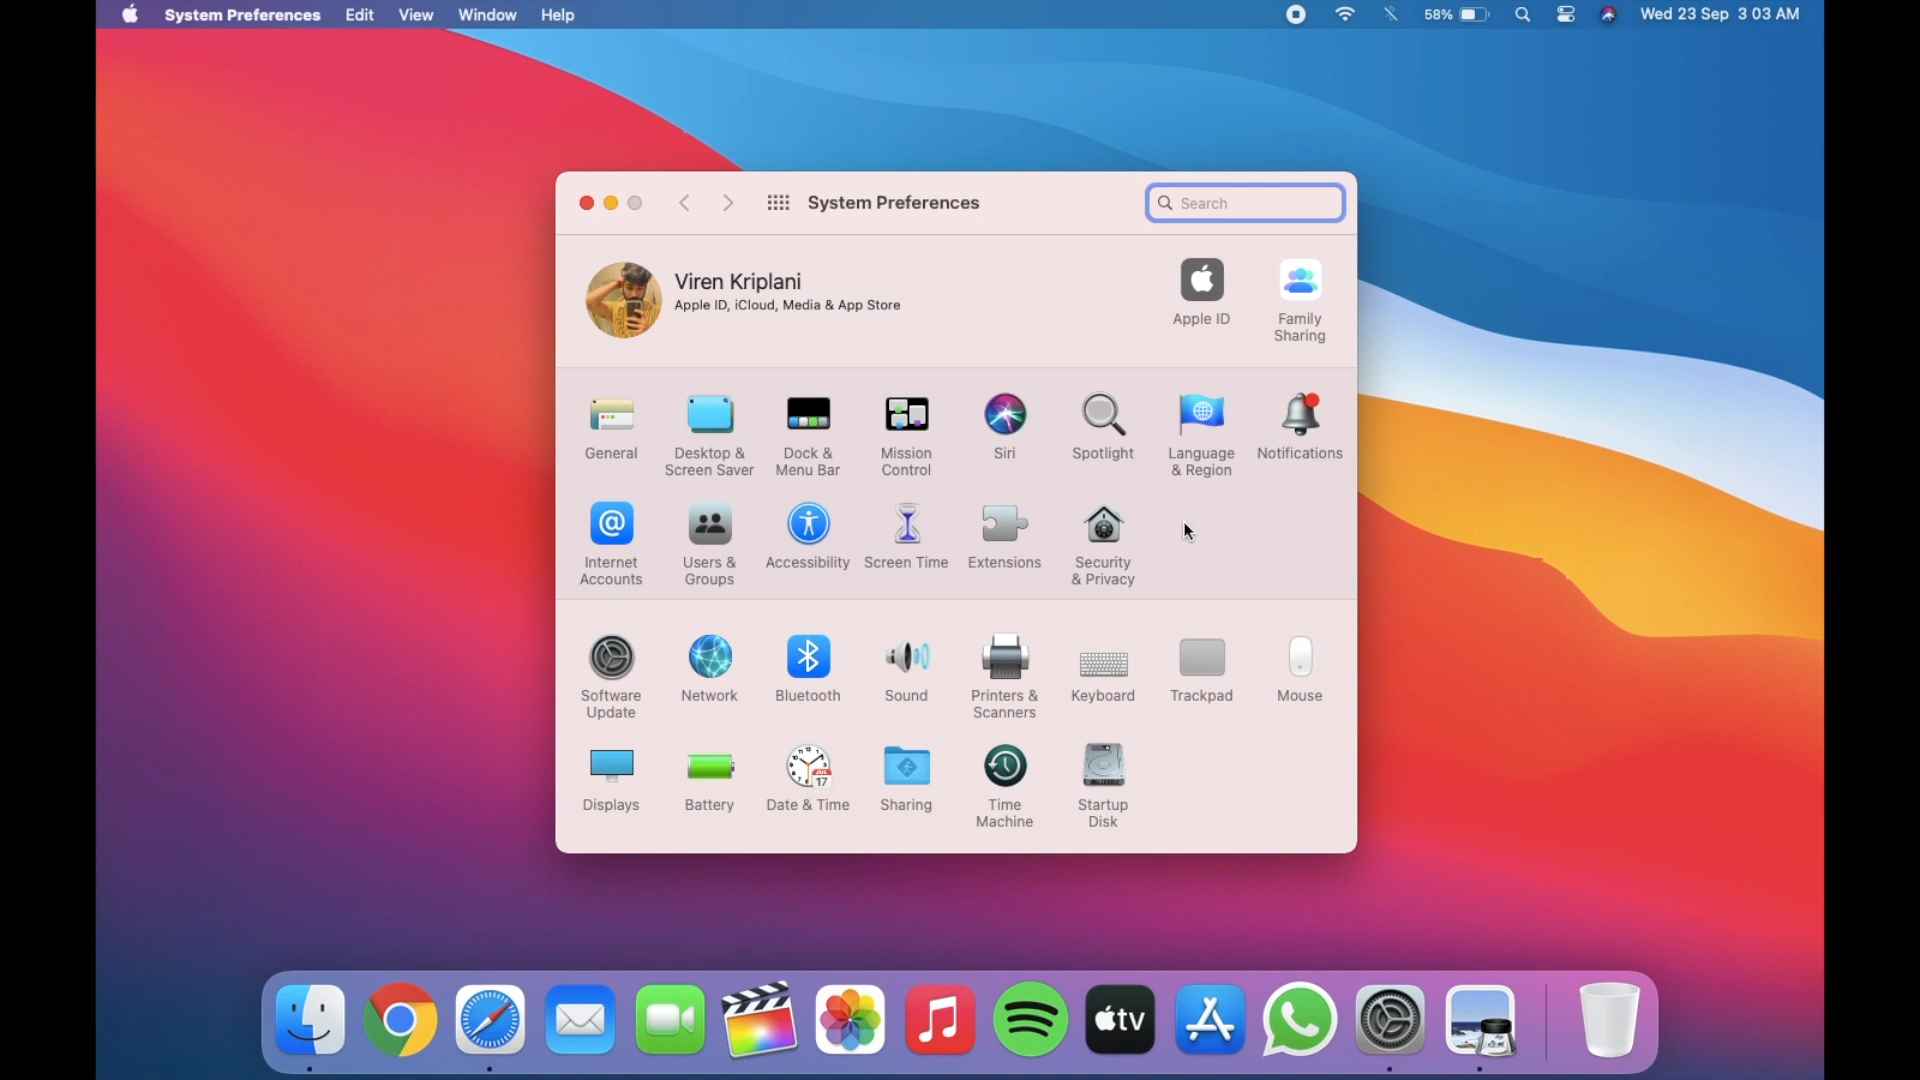 System Preferences Edit View Window Help 58% Wed 23 Sep 3 03 AM
System Preferences Search
Viren Kriplani
Apple ID, iCloud, Media & App Store
Apple ID Family
Sharing
General Desktop & Dock & Mission Siri Spotlight Language Notifications
Screen Saver Menu Bar Control & Region
Internet Users & Accessibility Screen Time Extensions Security
Accounts Groups & Privacy
Software Network Bluetooth Sound Printers & Keyboard Trackpad Mouse
Update Scanners
JUL
17
Displays Battery Date & Time Sharing Time Startup
Machine Disk
tv